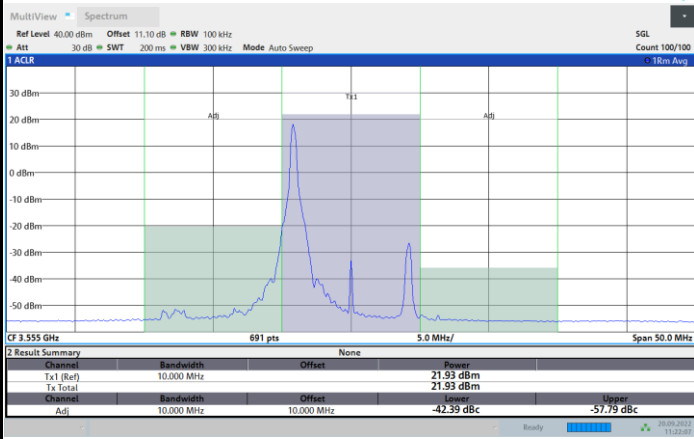 MultiView Spectrum
Ref Level 40.00 dBm Offset 11.10 dB RBW 100 kHz SGL
Att 30 dB SWT 200 ms VBW 300 kHz Mode Auto Sweep Count 100/100
1 ACLR 1Rm Avg
30 dBm
Tx1
20 dBm Adj Adj
10 dBm
0 dBm
-10 dBm
-20 dBm
-30 dBm
-40 dBm
-50 dBm
CF 3.555 GHz 691 pts 5.0 MHz/ Span 50.0 MHz
2 Result Summary None
Channel Bandwidth Offset Power
Tx1 (Ref) 10.000 MHz 21.93 dBm
Tx Total 21.93 dBm
Channel Bandwidth Offset Lower Upper
Adj 10.000 MHz 10.000 MHz -42.39 dBc -57.79 dBc
Ready 20.09.2022
11:22:07